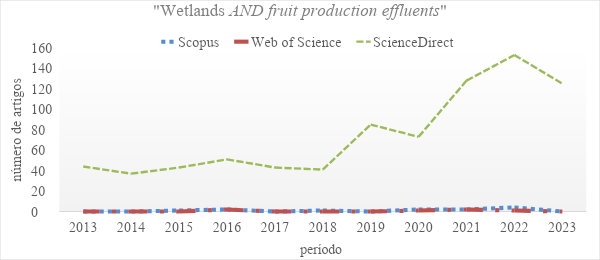 "Wetlands AND fruit production effluents"
Scopus Web of Science ScienceDirect
número de artigos
160
140
120
100
80
60
40
20
0
2013 2014 2015 2016 2017 2018 2019 2020 2021 2022 2023
período